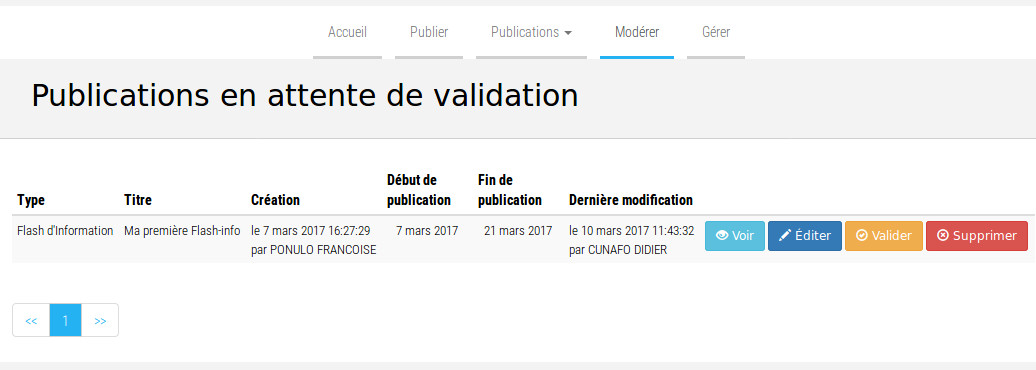 Accueil Publier Publications Modérer Gérer
Publications en attente de validation
Type Titre Création Début de publication Fin de publication Dernière modification
Flash d'Information Ma première Flash-info le 7 mars 2017 16:27:29 7 mars 2017 21 mars 2017 le 10 mars 2017 11:43:32 Voir Éditer Valider Supprimer
par PONULO FRANCOISE par CUNAFO DIDIER
<< 1 >>